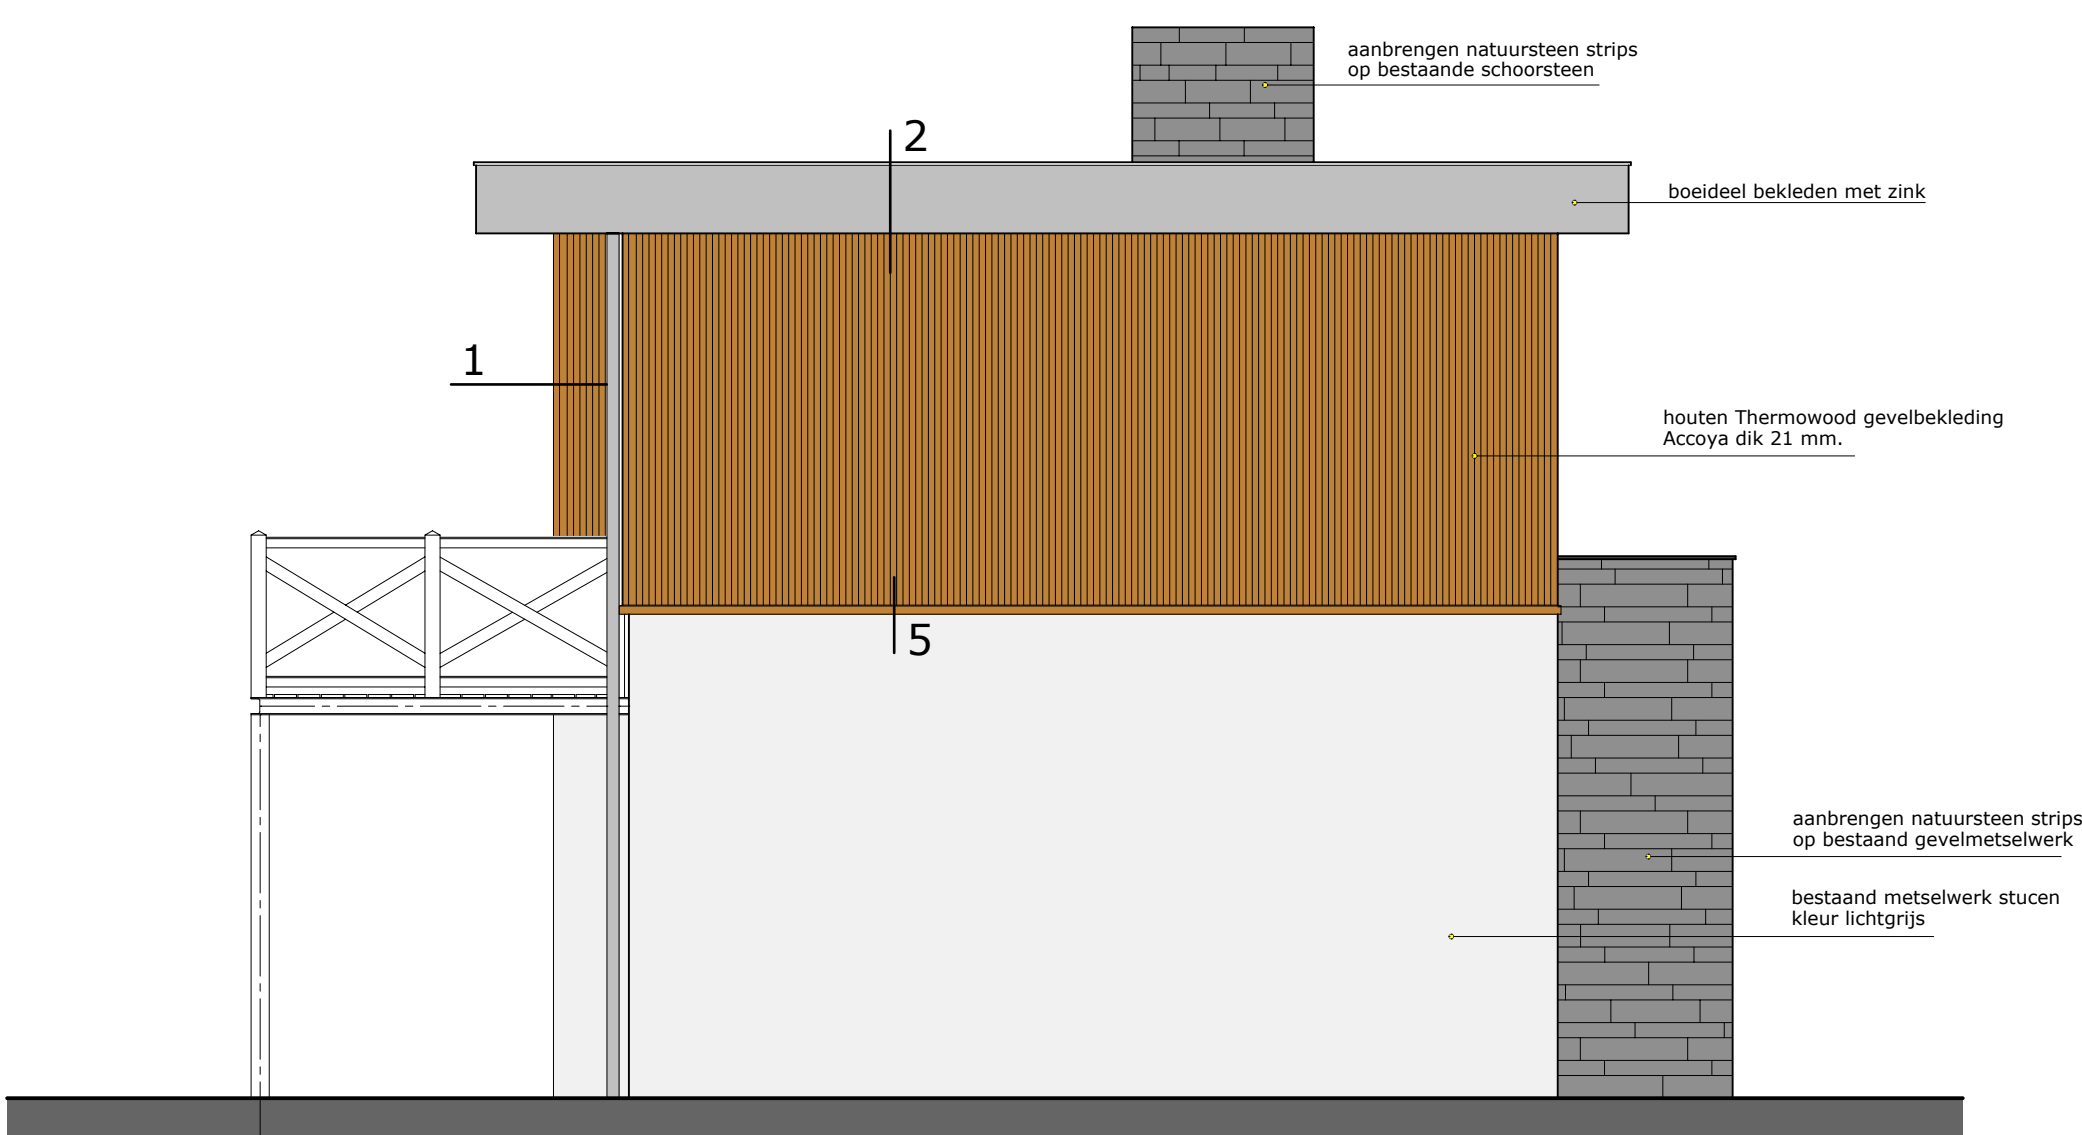 aanbrengen natuursteen strips
op bestaande schoorsteen
2
boeideel bekleden met zink
1
houten Thermowood gevelbekleding
Accoya dik 21 mm.
5
aanbrengen natuursteen strips
op bestaand gevelmetselwerk
bestaand metselwerk stucen
kleur lichtgrijs